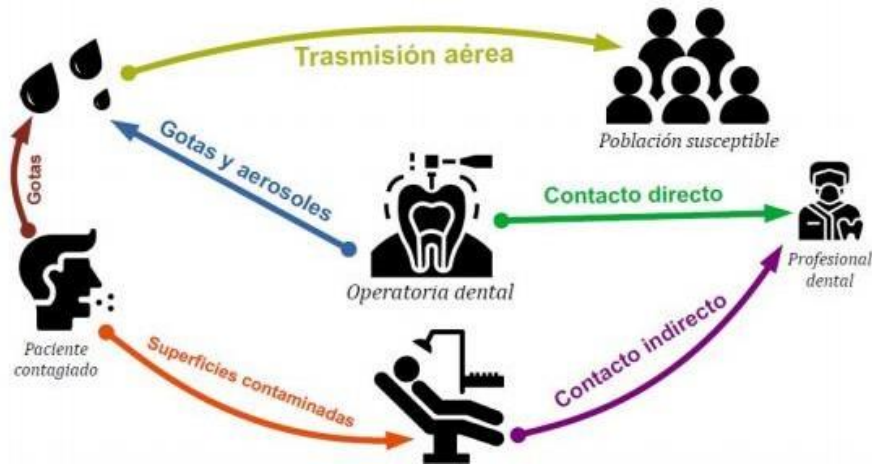 Trasmisión aérea
Población susceptible
Gotas
Gotas y aerosoles
Contacto directo
Profesional
dental
Operatoria dental
Paciente
contagiado
Superficies contaminadas
Contacto indirecto